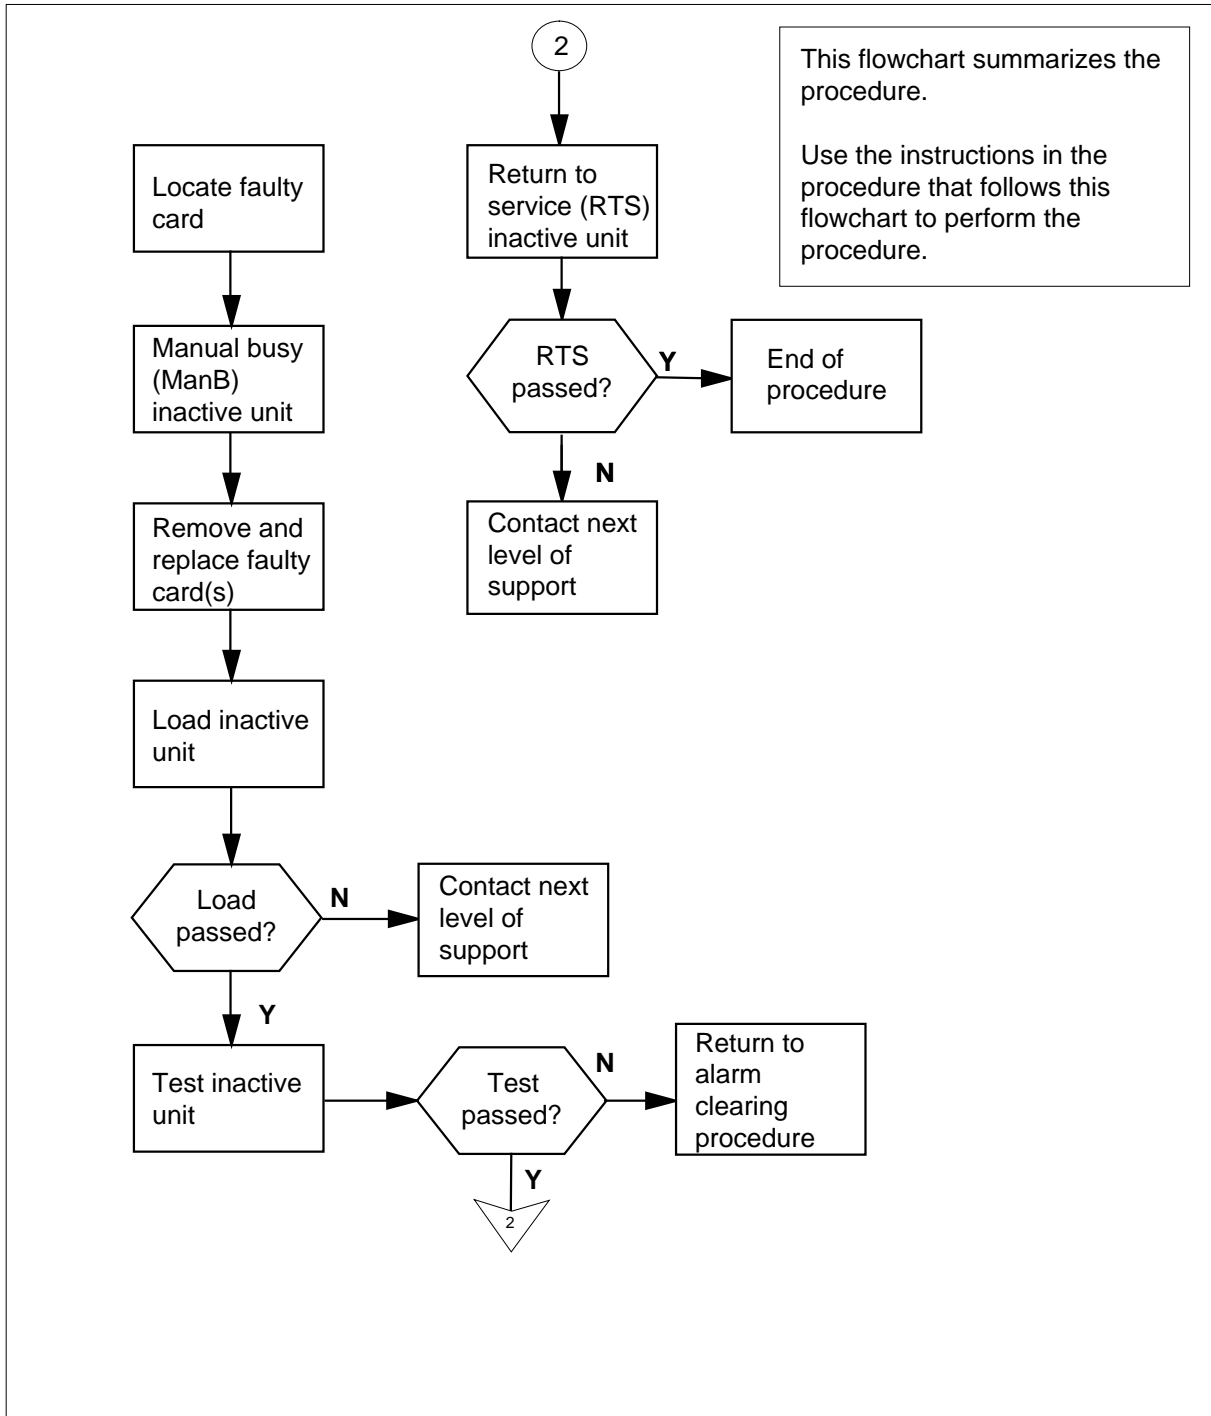 Locate faulty
card
Manual busy
(ManB)
inactive unit
Remove and
replace faulty
card(s)
Load inactive
unit
Load
passed?
N
Contact next
level of
support
Y
Test inactive
unit
Test
passed?
N
Return to
alarm
clearing
procedure
Y
2
2
Return to
service (RTS)
inactive unit
RTS
passed?
Y
End of
procedure
N
Contact next
level of
support
This flowchart summarizes the
procedure.
Use the instructions in the
procedure that follows this
flowchart to perform the
procedure.